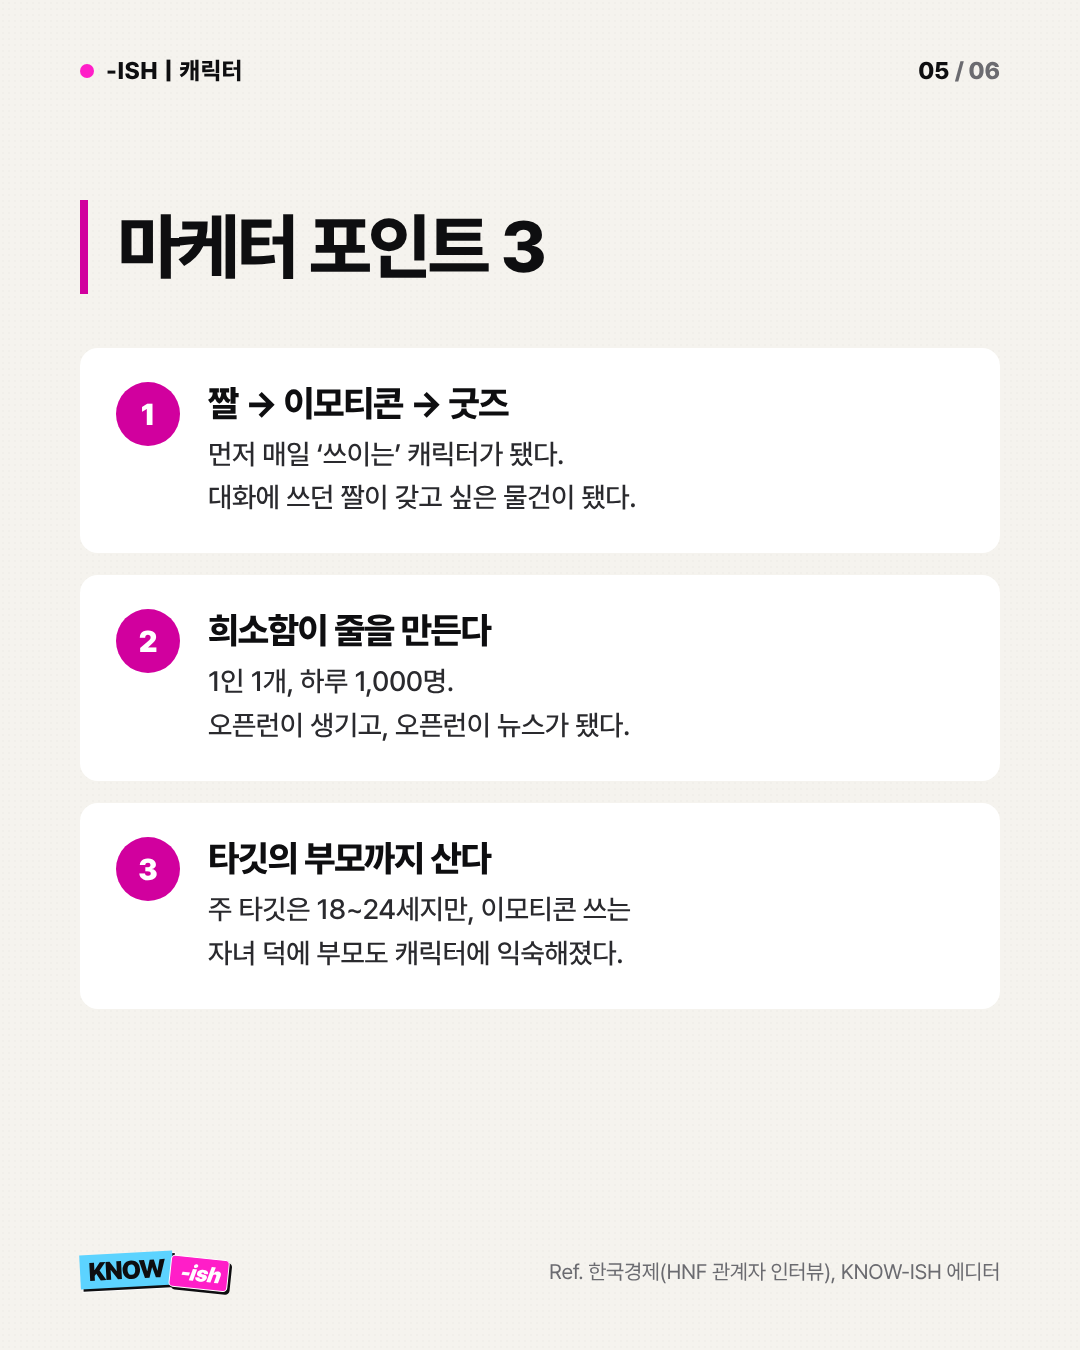 -ISH | 캐릭터
05 / 06
마케터 포인트 3
1
짤 → 이모티콘 → 굿즈
먼저 매일 ‘쓰이는’ 캐릭터가 됐다.
대화에 쓰던 짤이 갖고 싶은 물건이 됐다.
2
희소함이 줄을 만든다
1인 1개, 하루 1,000명.
오픈런이 생기고, 오픈런이 뉴스가 됐다.
3
타깃의 부모까지 산다
주 타깃은 18~24세지만, 이모티콘 쓰는
자녀 덕에 부모도 캐릭터에 익숙해졌다.
KNOW -ish
Ref. 한국경제(HNF 관계자 인터뷰), KNOW-ISH 에디터